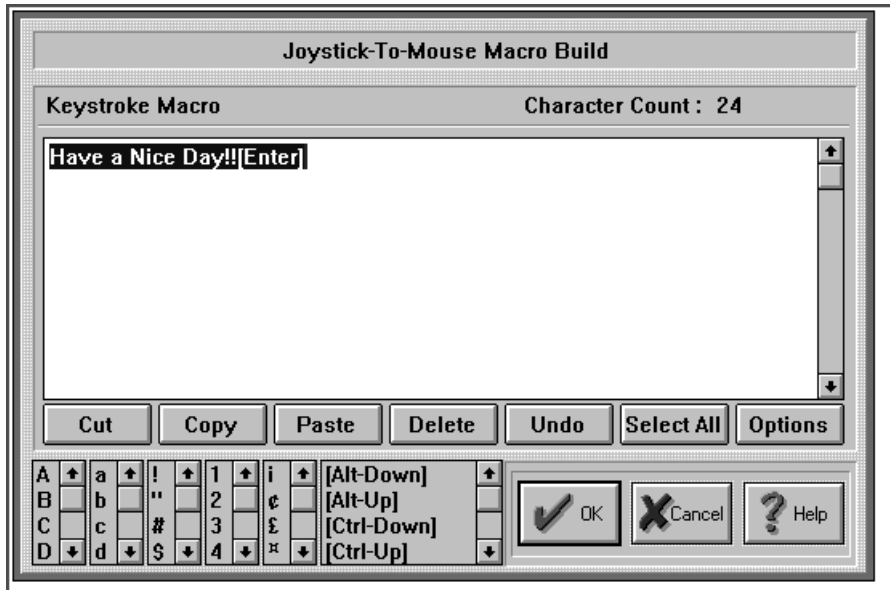 Joystick-To-Mouse Macro Build
Keystroke Macro Character Count : 24
Have a Nice Day!![Enter]
Cut Copy Paste Delete Undo Select All Options
A a ! 1 ¡ [Alt-Down]
B b " 2 ¢ [Alt-Up]
C c # 3 £ [Ctrl-Down]
D d $ 4 ¤ [Ctrl-Up]
OK Cancel Help